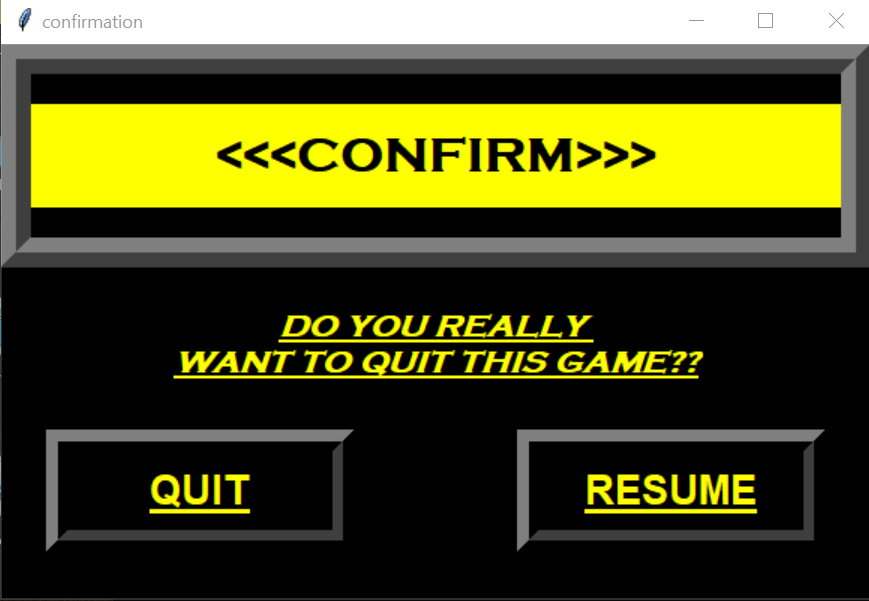 confirmation
<<<CONFIRM>>>
DO YOU REALLY
WANT TO QUIT THIS GAME??
QUIT
RESUME